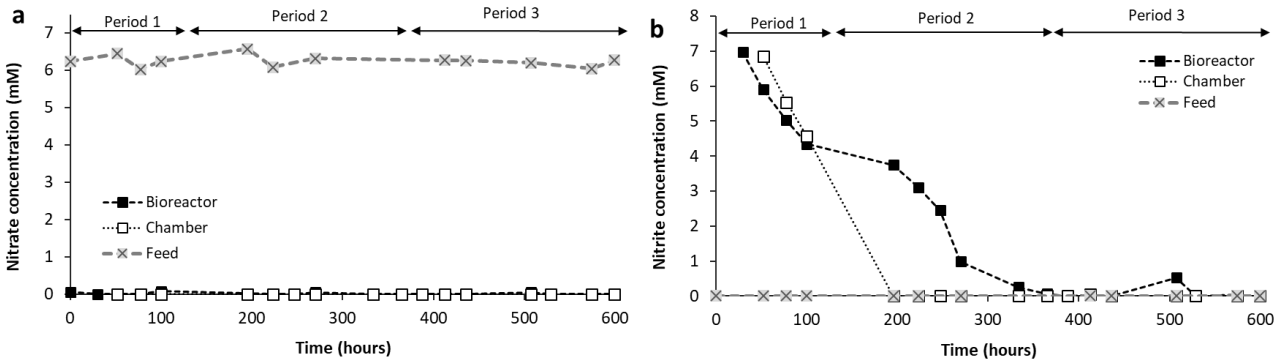 a
Period 1
Period 2
Period 3
Nitrate concentration (mM)
7
6
5
4
3
2
1
0
Bioreactor
Chamber
Feed
0
100
200
300
400
500
600
Time (hours)
b
Period 1
Period 2
Period 3
Nitrite concentration (mM)
8
7
6
5
4
3
2
1
0
Bioreactor
Chamber
Feed
0
100
200
300
400
500
600
Time (hours)